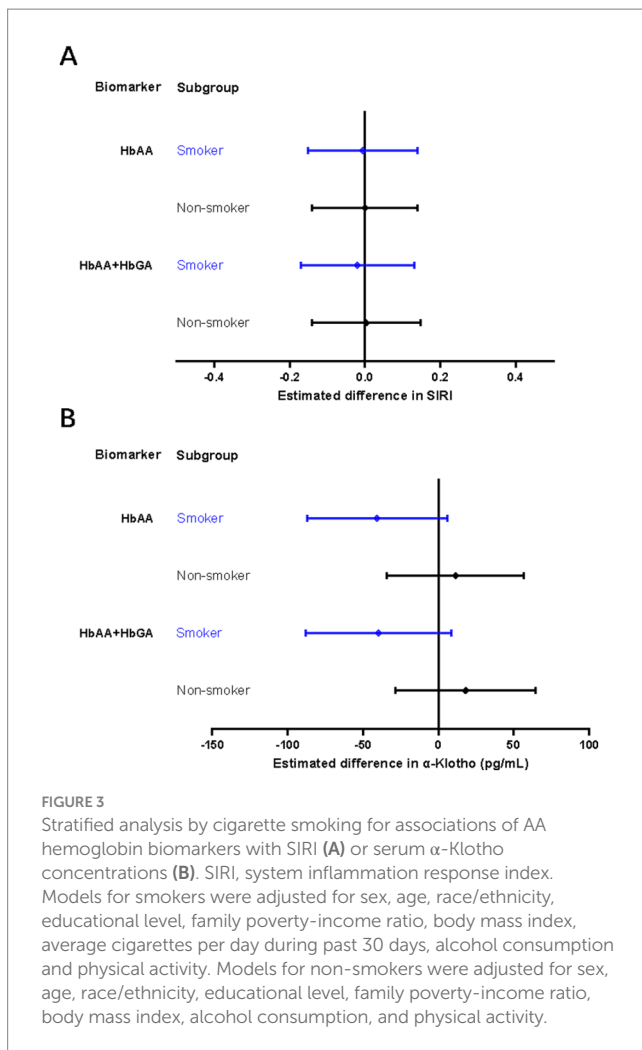 A
Biomarker Subgroup
HbAA Smoker
Non-smoker
HbAA+HbGA Smoker
Non-smoker
-0.4 -0.2 0.0 0.2 0.4
Estimated difference in SIRI
B
Biomarker Subgroup
HbAA Smoker
Non-smoker
HbAA+HbGA Smoker
Non-smoker
-150 -100 -50 0 50 100
Estimated difference in α-Klotho (pg/mL)
FIGURE 3
Stratified analysis by cigarette smoking for associations of AA
hemoglobin biomarkers with SIRI (A) or serum α-Klotho
concentrations (B). SIRI, system inflammation response index.
Models for smokers were adjusted for sex, age, race/ethnicity,
educational level, family poverty-income ratio, body mass index,
average cigarettes per day during past 30 days, alcohol consumption
and physical activity. Models for non-smokers were adjusted for sex,
age, race/ethnicity, educational level, family poverty-income ratio,
body mass index, alcohol consumption, and physical activity.